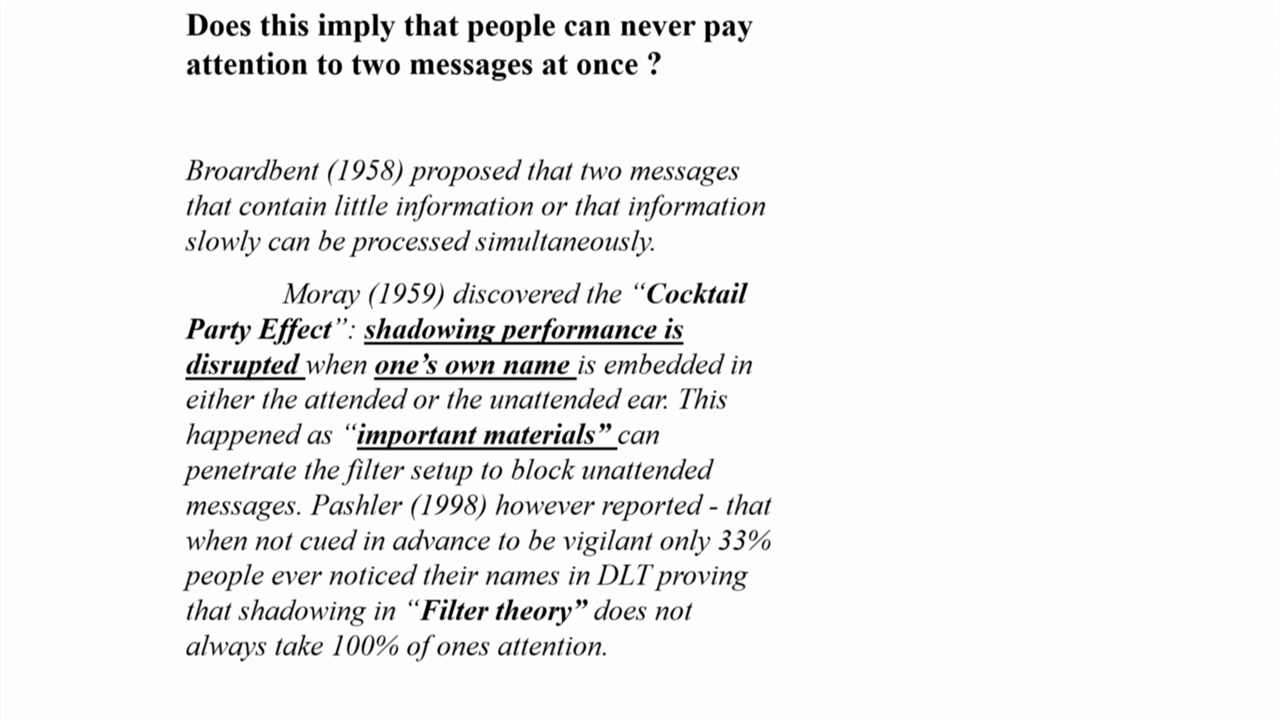 Does this imply that people can never pay
attention to two messages at once ?
Broardbent (1958) proposed that two messages
that contain little information or that information
slowly can be processed simultaneously.
Moray (1959) discovered the “Cocktail
Party Effect”: shadowing performance is
disrupted when one’s own name is embedded in
either the attended or the unattended ear. This
happened as “important materials” can
penetrate the filter setup to block unattended
messages. Pashler (1998) however reported - that
when not cued in advance to be vigilant only 33%
people ever noticed their names in DLT proving
that shadowing in “Filter theory” does not
always take 100% of ones attention.